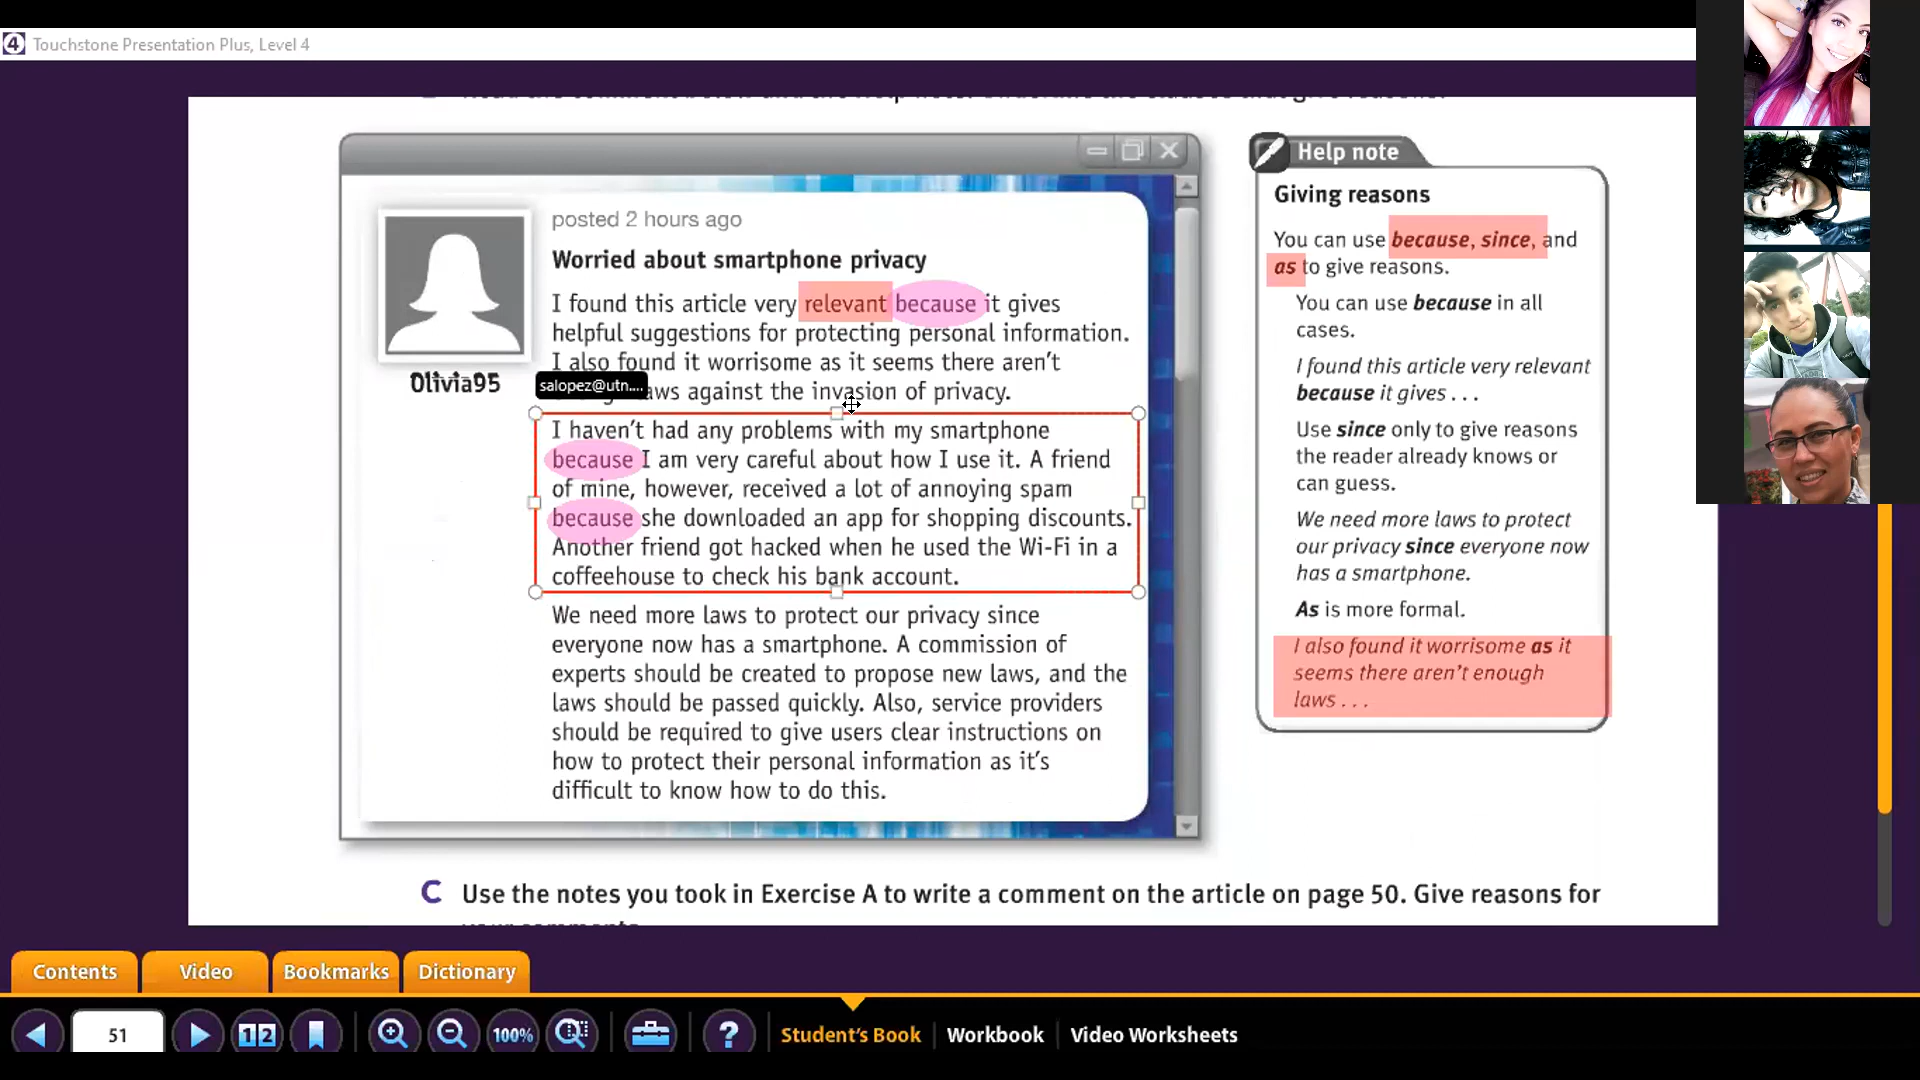 Touchstone Presentation Plus, Level 4
posted 2 hours ago
Worried about smartphone privacy
I found this article very relevant because it gives
helpful suggestions for protecting personal information.
I also found it worrisome as it seems there aren't
laws against the invasion of privacy.
Olivia95
salopez@utn....
I haven't had any problems with my smartphone
because I am very careful about how I use it. A friend
of mine, however, received a lot of annoying spam
because she downloaded an app for shopping discounts.
Another friend got hacked when he used the Wi-Fi in a
coffeehouse to check his bank account.
We need more laws to protect our privacy since
everyone now has a smartphone. A commission of
experts should be created to propose new laws, and the
laws should be passed quickly. Also, service providers
should be required to give users clear instructions on
how to protect their personal information as it's
difficult to know how to do this.
Help note
Giving reasons
You can use because, since, and
as to give reasons.
You can use because in all
cases.
I found this article very relevant
because it gives . . .
Use since only to give reasons
the reader already knows or
can guess.
We need more laws to protect
our privacy since everyone now
has a smartphone.
As is more formal.
I also found it worrisome as it
seems there aren't enough
laws . . .
C Use the notes you took in Exercise A to write a comment on the article on page 50. Give reasons for
Contents Video Bookmarks Dictionary
51 12 100% ? Student's Book Workbook Video Worksheets